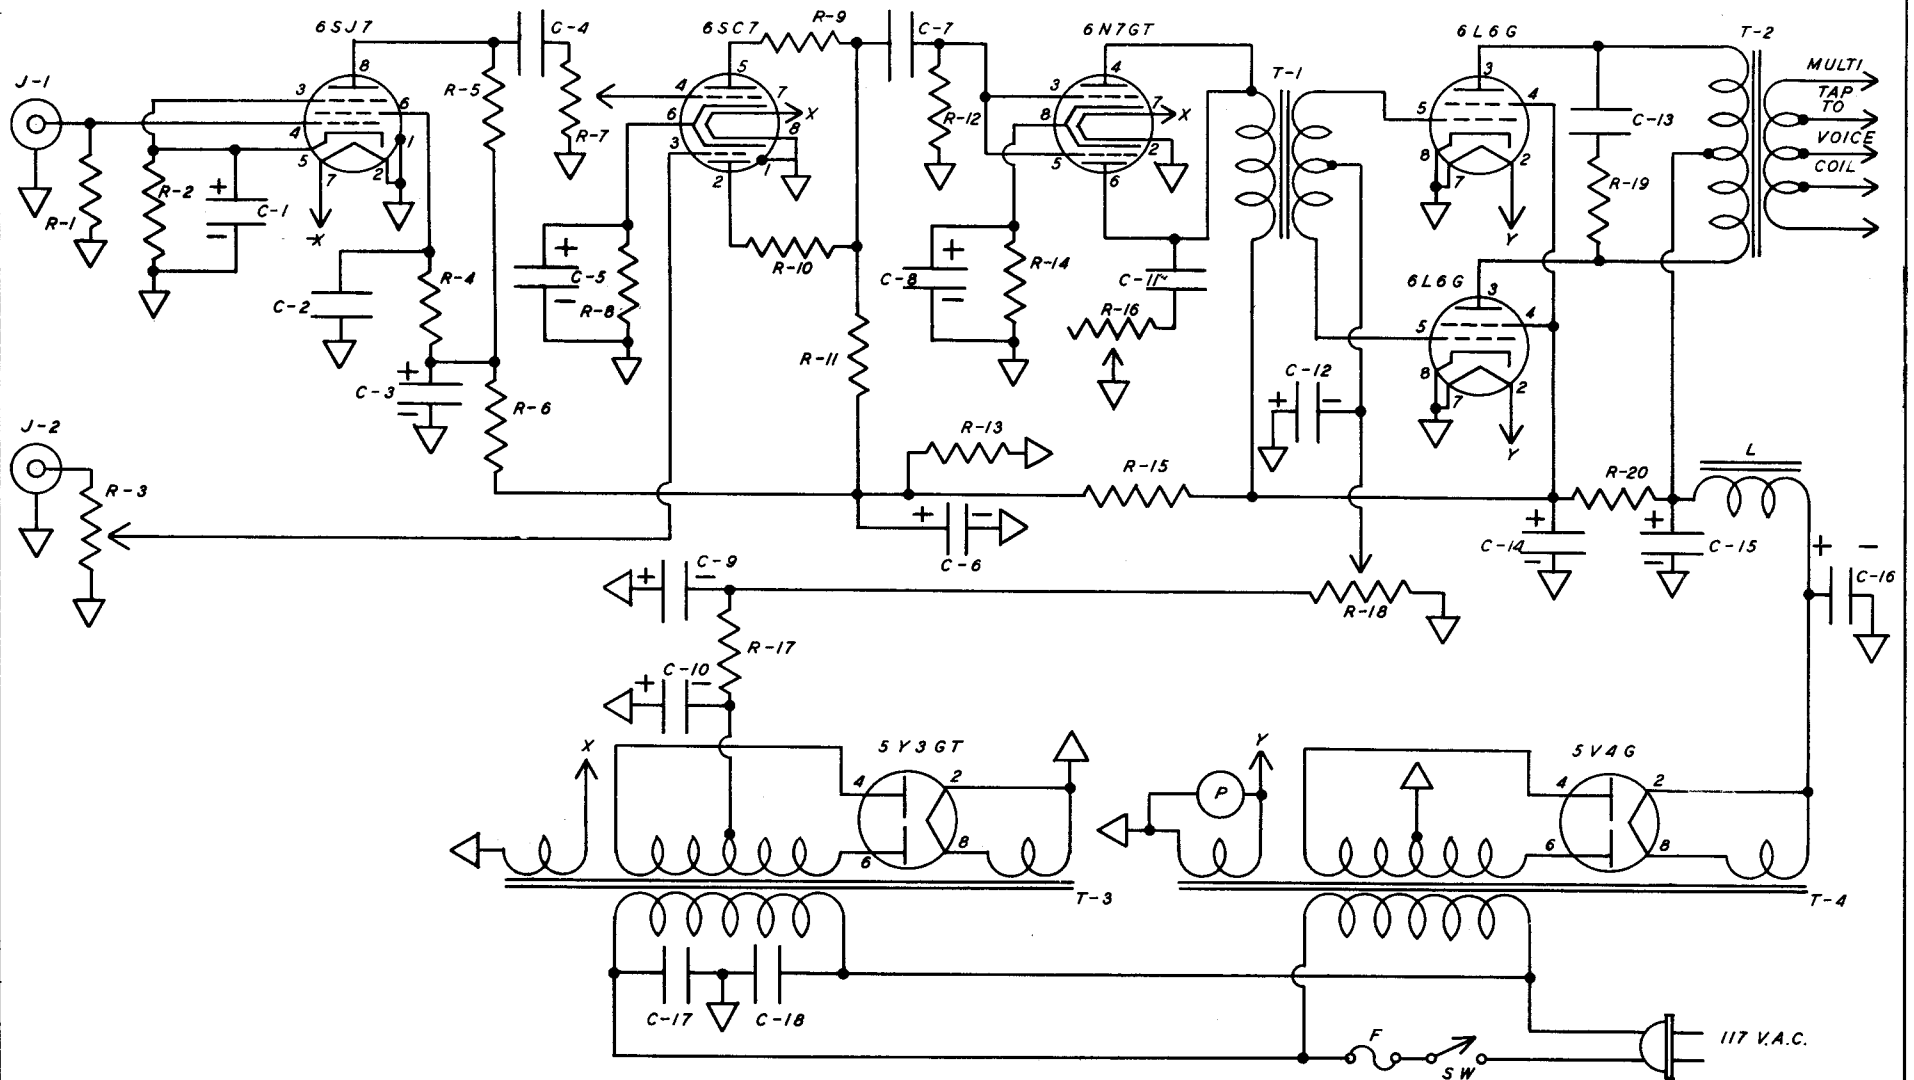 6SJ7
C-4
6SC7
R-9
C-7
6N7GT
6L6G
T-2
J-1
8
3
6
4
1
5
7
2
R-5
R-7
R-1
R-2
+
C-1
-
X
R-4
C-2
+
C-3
-
R-6
5
4
7
X
6
8
3
1
2
+
C-5
-
R-8
R-10
R-11
R-12
4
3
7
X
8
2
5
6
+
C-8
-
R-14
C-11
R-16
T-1
3
4
5
8
2
7
Y
C-13
R-19
MULTI
TAP
TO
VOICE
COIL
6L6G
3
4
5
8
2
7
Y
C-12
+ -
R-13
R-15
R-20
L
J-2
R-3
+ -
C-6
+
C-14
-
+
C-15
-
+ -
C-16
C-9
+ -
R-18
R-17
C-10
+ -
X
5Y3GT
4
2
6
8
T-3
Y
P
5V4G
4
2
6
8
T-4
C-17
C-18
F
SW
117 V.A.C.